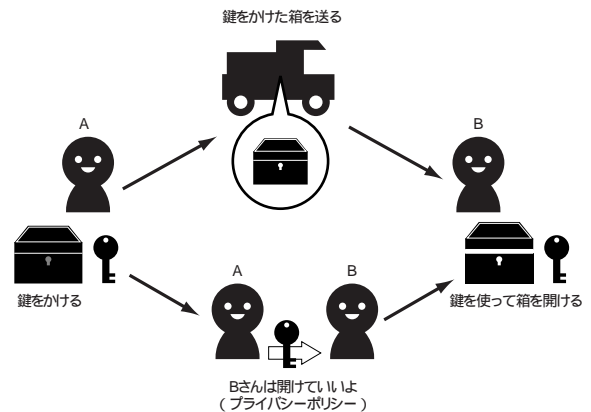 鍵をかけた箱を送る
A
B
鍵をかける
A
B
鍵を使って箱を開ける
Bさんは開けていいよ
(プライバシーポリシー)